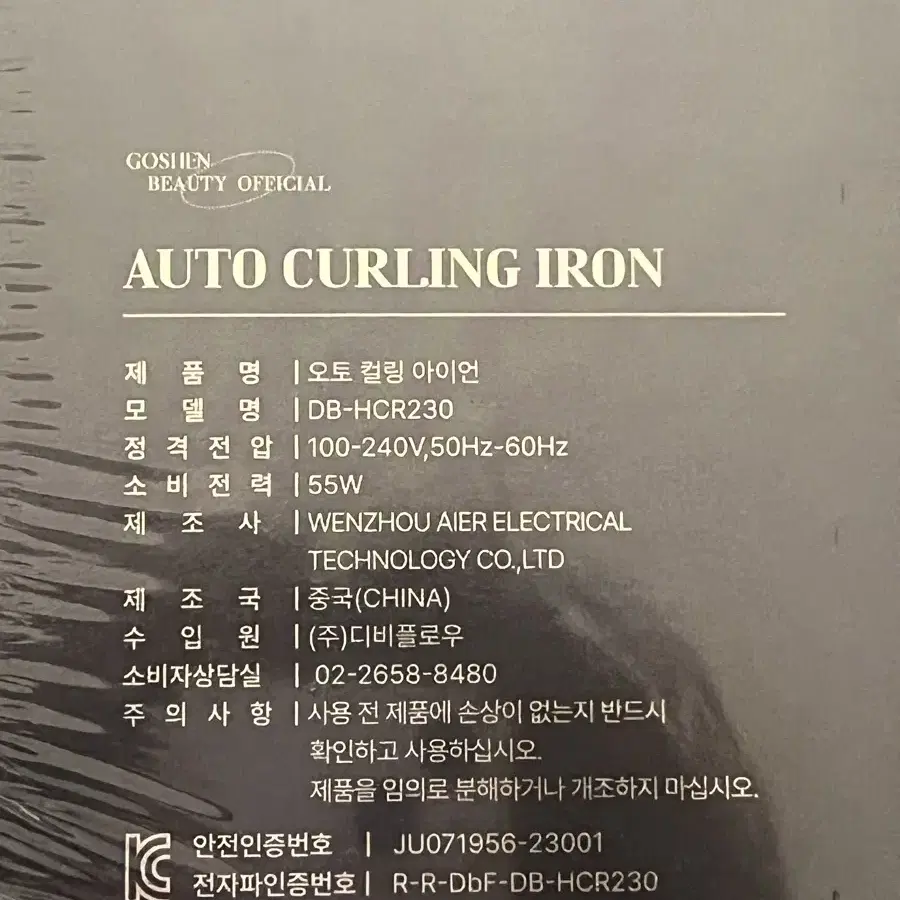 GOSHEN
BEAUTY OFFICIAL
AUTO CURLING IRON
제 품 명 | 오토 컬링 아이언
모 델 명 | DB-HCR230
정 격 전 압 | 100-240V,50Hz-60Hz
소 비 전 력 | 55W
제 조 사 | WENZHOU AIER ELECTRICAL
TECHNOLOGY CO.,LTD
제 조 국 | 중국(CHINA)
수 입 원 | (주)디비플로우
소비자상담실 | 02-2658-8480
주 의 사 항 | 사용 전 제품에 손상이 없는지 반드시
확인하고 사용하십시오.
제품을 임의로 분해하거나 개조하지 마십시오.
안전인증번호 | JU071956-23001
전자파인증번호 | R-R-DbF-DB-HCR230